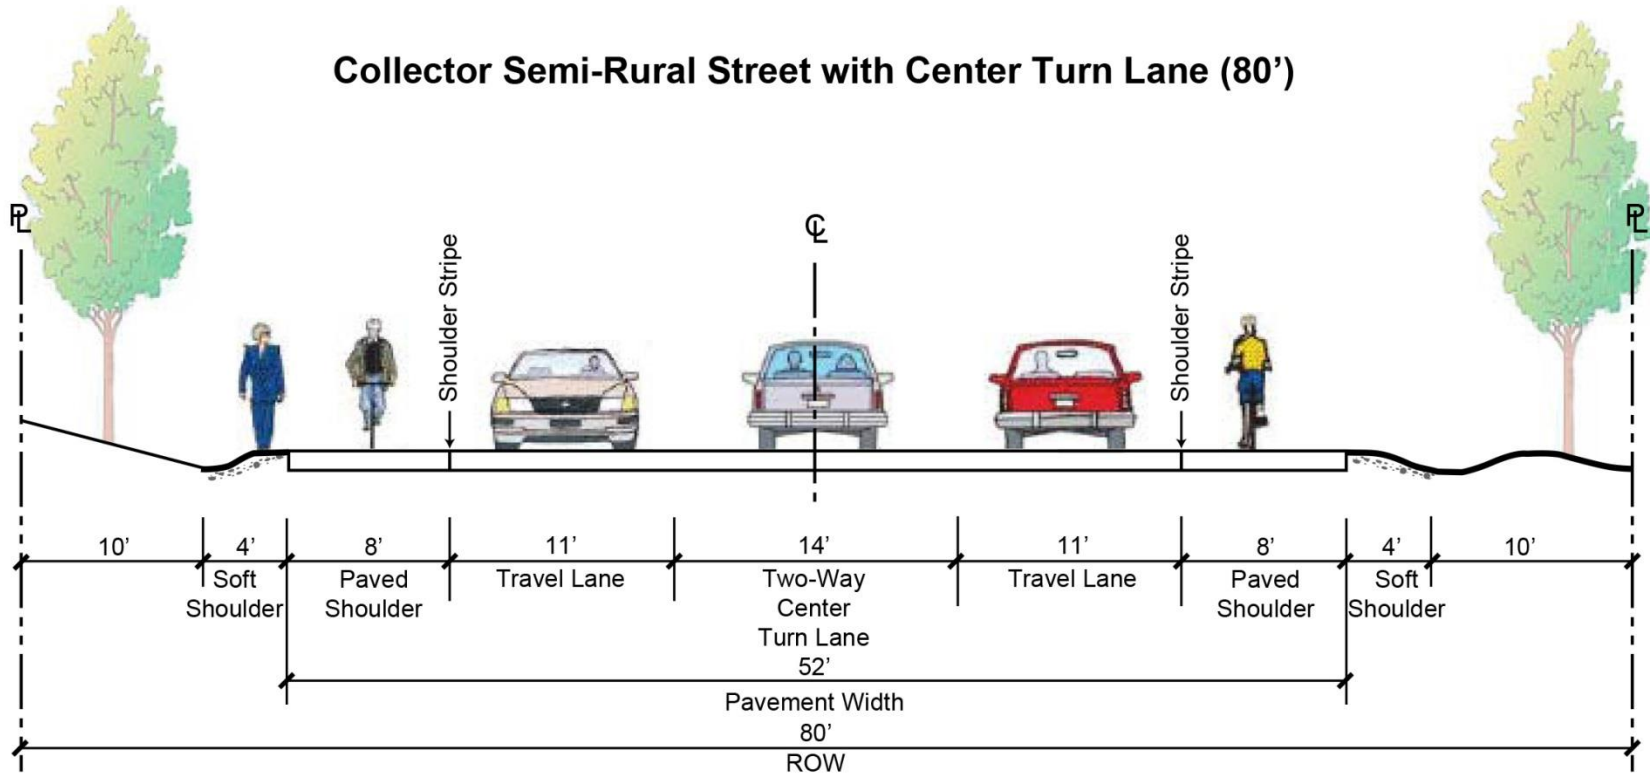 Collector Semi-Rural Street with Center Turn Lane (80’)
PL
CL
PL
Shoulder Stripe
Shoulder Stripe
10’
4’
8’
11’
14’
11’
8’
4’
10’
Soft
Shoulder
Paved
Shoulder
Travel Lane
Two-Way
Center
Turn Lane
Travel Lane
Paved
Shoulder
Soft
Shoulder
52’
Pavement Width
80’
ROW